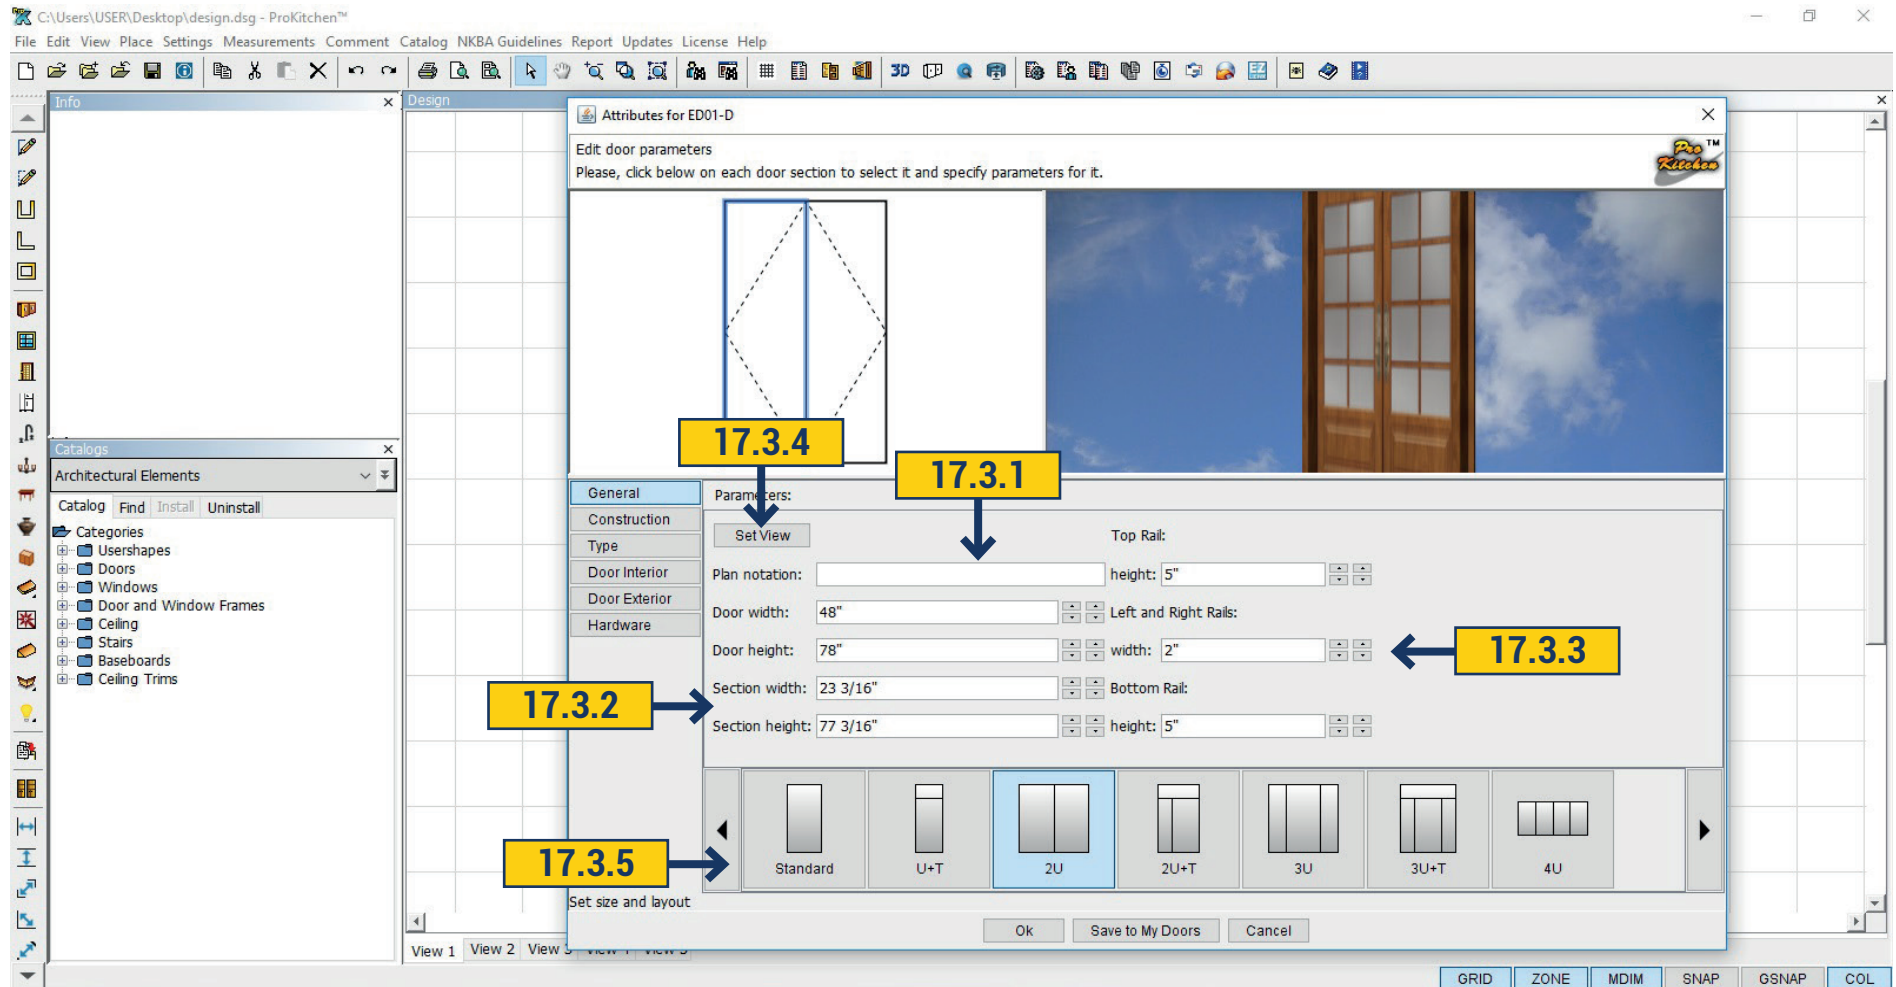 C:\Users\USER\Desktop\design.dsg - ProKitchen™
File Edit View Place Settings Measurements Comment Catalog NKBA Guidelines Report Updates License Help
3D
Info
Design
Attributes for ED01-D
Edit door parameters
Please, click below on each door section to select it and specify parameters for it.
Pro Kitchen TM
17.3.4
17.3.1
Catalogs
Architectural Elements
Catalog Find Install Uninstall
Categories
Usershapes
Doors
Windows
Door and Window Frames
Ceiling
Stairs
Baseboards
Ceiling Trims
General
Construction
Type
Door Interior
Door Exterior
Hardware
Parameters:
Set View
Top Rail:
Plan notation:
height: 5"
Door width: 48"
Left and Right Rails:
Door height: 78"
width: 2"
17.3.3
Section width: 23 3/16"
Bottom Rail:
17.3.2
Section height: 77 3/16"
height: 5"
17.3.5
Standard U+T 2U 2U+T 3U 3U+T 4U
Set size and layout
Ok Save to My Doors Cancel
View 1 View 2 View
GRID ZONE MDIM SNAP GSNAP COL